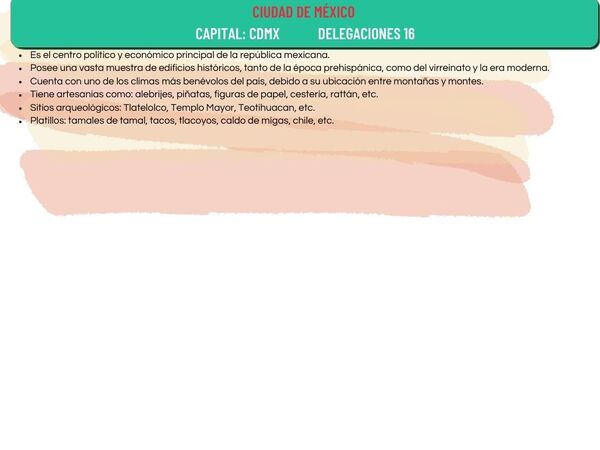 CIUDAD DE MÉXICO
CAPITAL: CDMX DELEGACIONES 16
• Es el centro político y económico principal de la república mexicana.
• Posee una vasta muestra de edificios históricos, tanto de la época prehispánica, como del virreinato y la era moderna.
• Cuenta con uno de los climas más benévolos del país, debido a su ubicación entre montañas y montes.
• Tiene artesanías como: alebrijes, piñatas, figuras de papel, cestería, rattán, etc.
• Sitios arqueológicos: Tlatelolco, Templo Mayor, Teotihuacan, etc.
• Platillos: tamales de tamal, tacos, tlacoyos, caldo de migas, chile, etc.